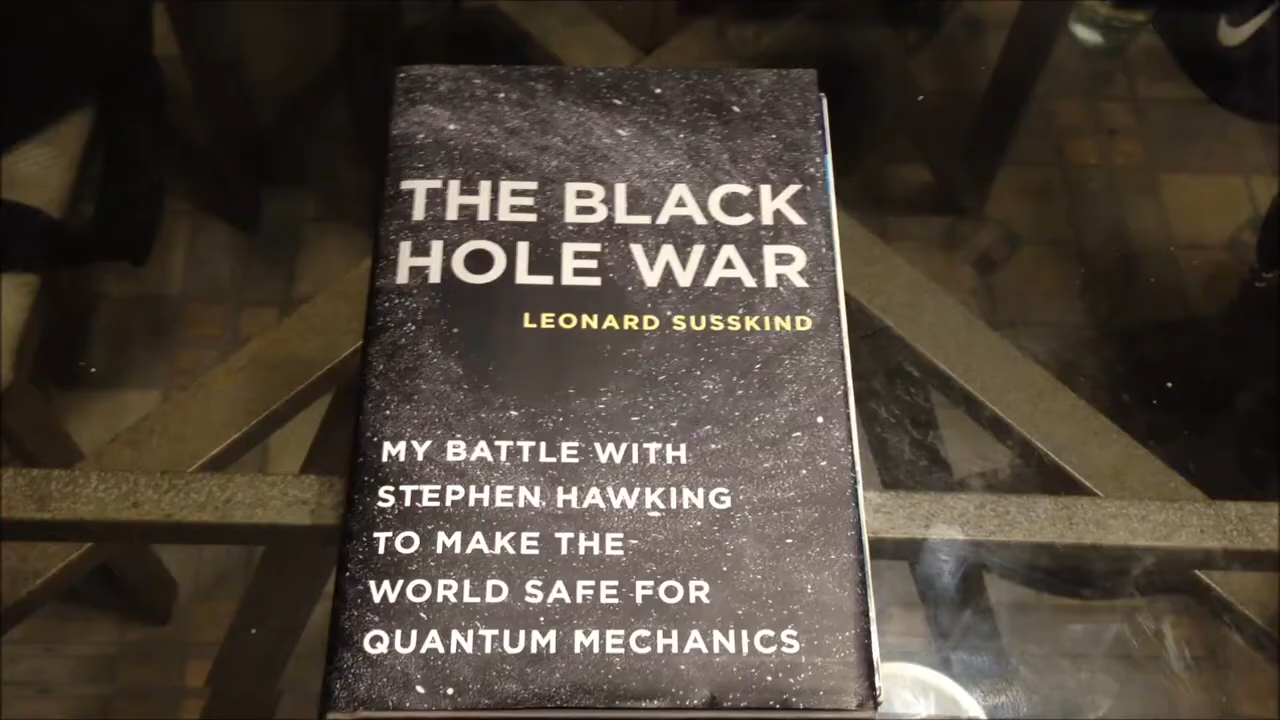 THE BLACK
HOLE WAR
LEONARD SUSSKIND
MY BATTLE WITH
STEPHEN HAWKING
TO MAKE THE
WORLD SAFE FOR
QUANTUM MECHANICS